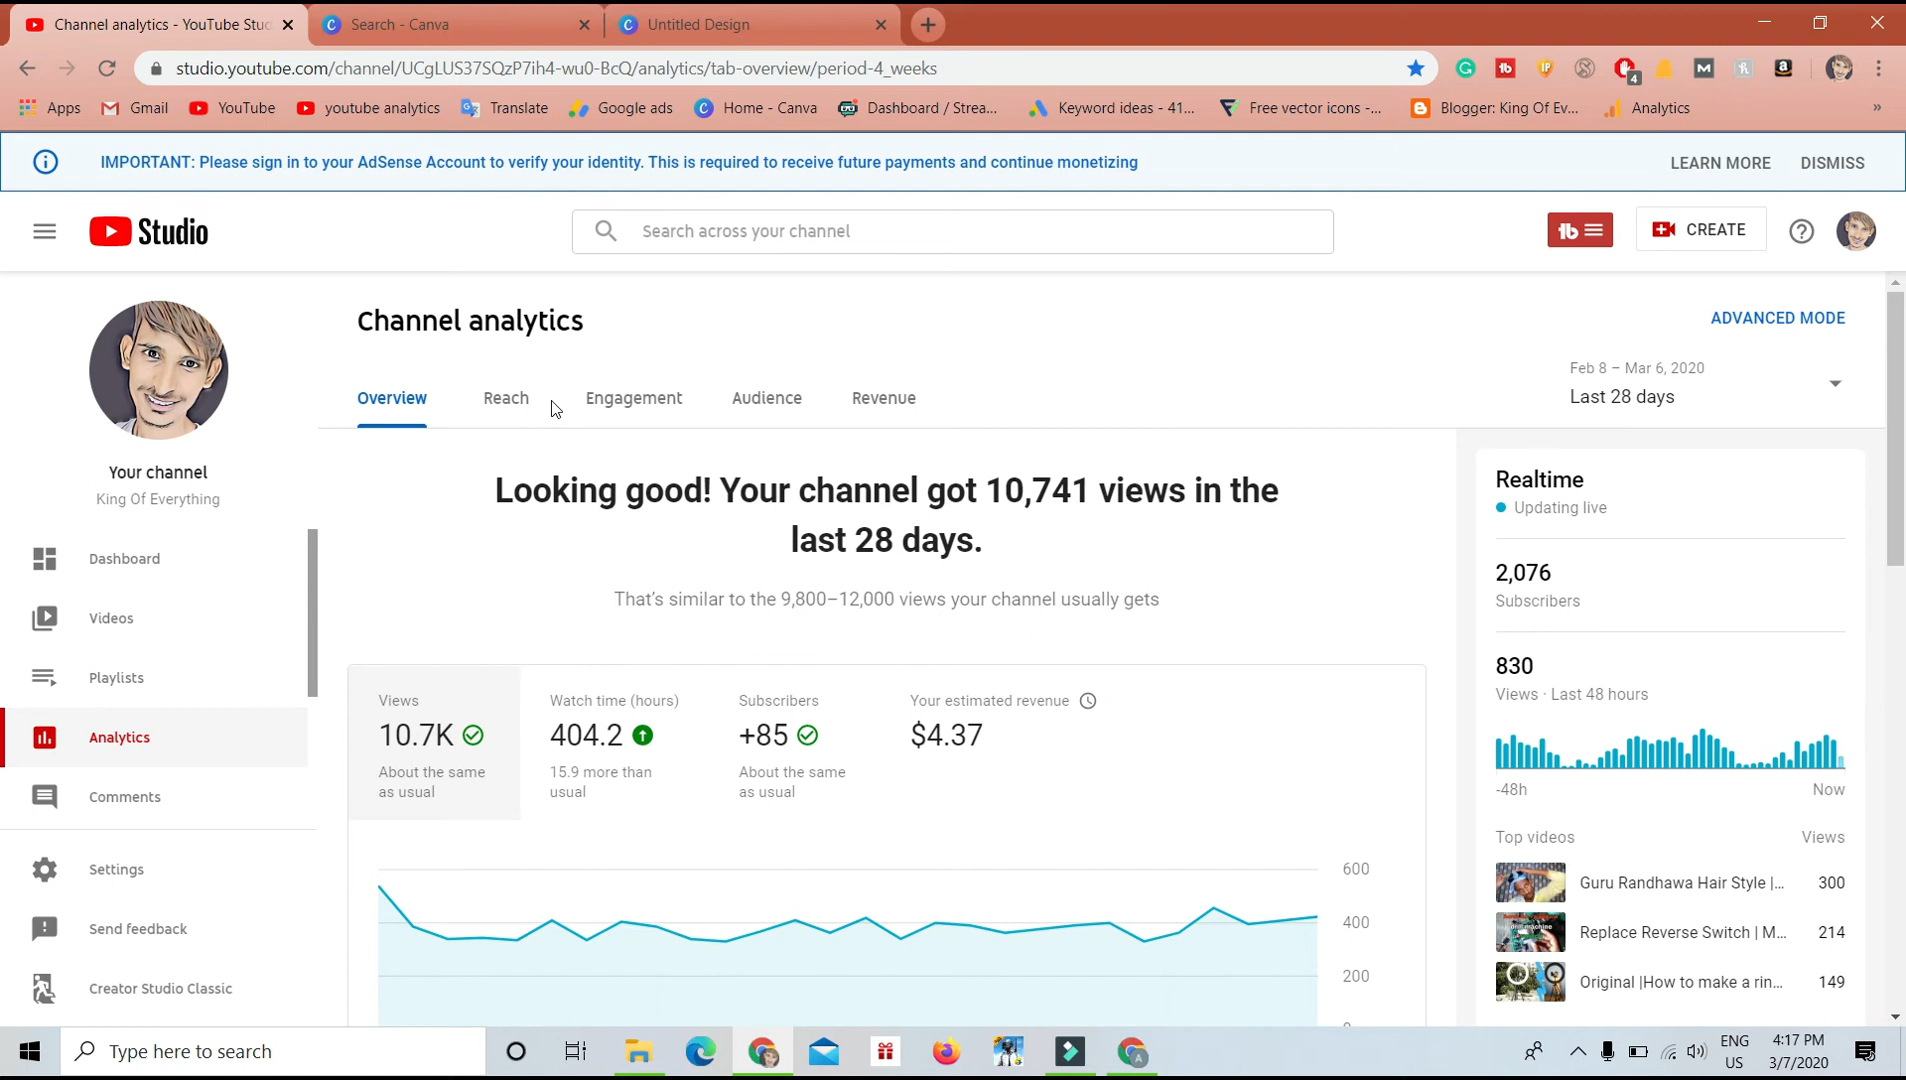 Channel analytics - YouTube Stud
Search - Canva
Untitled Design
studio.youtube.com/channel/UCgLUS37SQzP7ih4-wu0-BcQ/analytics/tab-overview/period-4_weeks
Apps
Gmail
YouTube
youtube analytics
Translate
Google ads
Home - Canva
Dashboard / Strea...
Keyword ideas - 41...
Free vector icons -...
Blogger: King Of Ev...
Analytics
»
IMPORTANT: Please sign in to your AdSense Account to verify your identity. This is required to receive future payments and continue monetizing
LEARN MORE
DISMISS
Studio
Search across your channel
CREATE
Your channel
King Of Everything
Dashboard
Videos
Playlists
Analytics
Comments
Settings
Send feedback
Creator Studio Classic
Channel analytics
ADVANCED MODE
Overview
Reach
Engagement
Audience
Revenue
Feb 8 – Mar 6, 2020
Last 28 days
Looking good! Your channel got 10,741 views in the
last 28 days.
That's similar to the 9,800–12,000 views your channel usually gets
Views
10.7K
About the same
as usual
Watch time (hours)
404.2
15.9 more than
usual
Subscribers
+85
About the same
as usual
Your estimated revenue
$4.37
600
400
200
0
Realtime
Updating live
2,076
Subscribers
830
Views · Last 48 hours
-48h
Now
Top videos
Views
Guru Randhawa Hair Style |...
300
Replace Reverse Switch | M...
214
Original |How to make a rin...
149
Type here to search
ENG
US
4:17 PM
3/7/2020